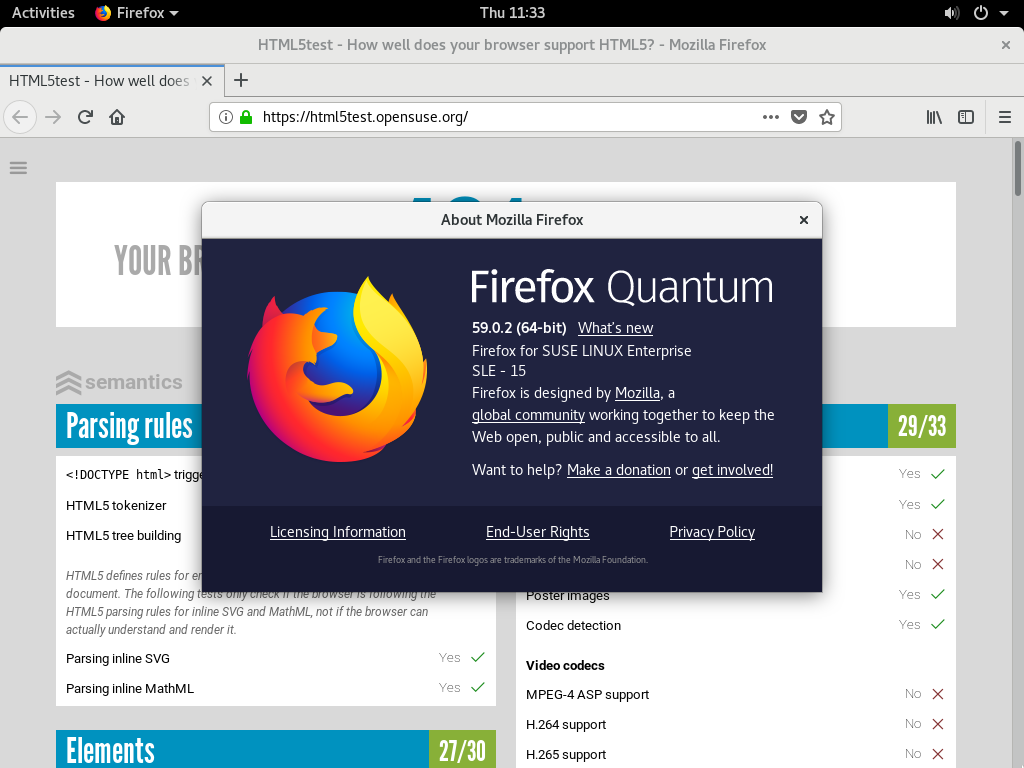 Activities Firefox Thu 11:33
HTML5test - How well does your browser support HTML5? - Mozilla Firefox
HTML5test - How well does
https://html5test.opensuse.org/
About Mozilla Firefox
YOUR
Firefox Quantum
59.0.2 (64-bit) What's new
Firefox for SUSE LINUX Enterprise
SLE - 15
Firefox is designed by Mozilla, a
global community working together to keep the
Web open, public and accessible to all.
Want to help? Make a donation or get involved!
Licensing Information End-User Rights Privacy Policy
Firefox and the Firefox logos are trademarks of the Mozilla Foundation.
semantics
Parsing rules
<!DOCTYPE html>
HTML5 tokenizer
HTML5 tree building
HTML5 defines rules for
document. The following tests only check if the browser is following the
HTML5 parsing rules for inline SVG and MathML, not if the browser can
actually understand and render it.
Parsing inline SVG Yes
Parsing inline MathML Yes
Elements 27/30
29/33
Yes
Yes
No
No
Poster images Yes
Codec detection Yes
Video codecs
MPEG-4 ASP support No
H.264 support No
H.265 support No